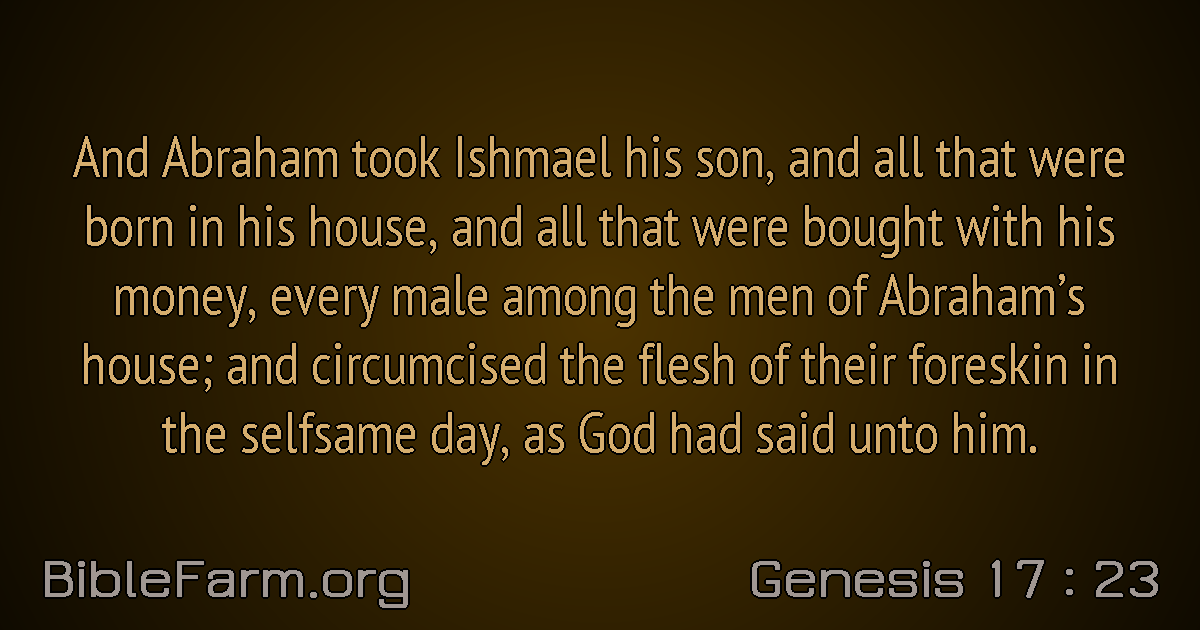 And Abraham took Ishmael his son, and all that were
born in his house, and all that were bought with his
money, every male among the men of Abraham’s
house; and circumcised the flesh of their foreskin in
the selfsame day, as God had said unto him.
BibleFarm.org
Genesis 17 : 23